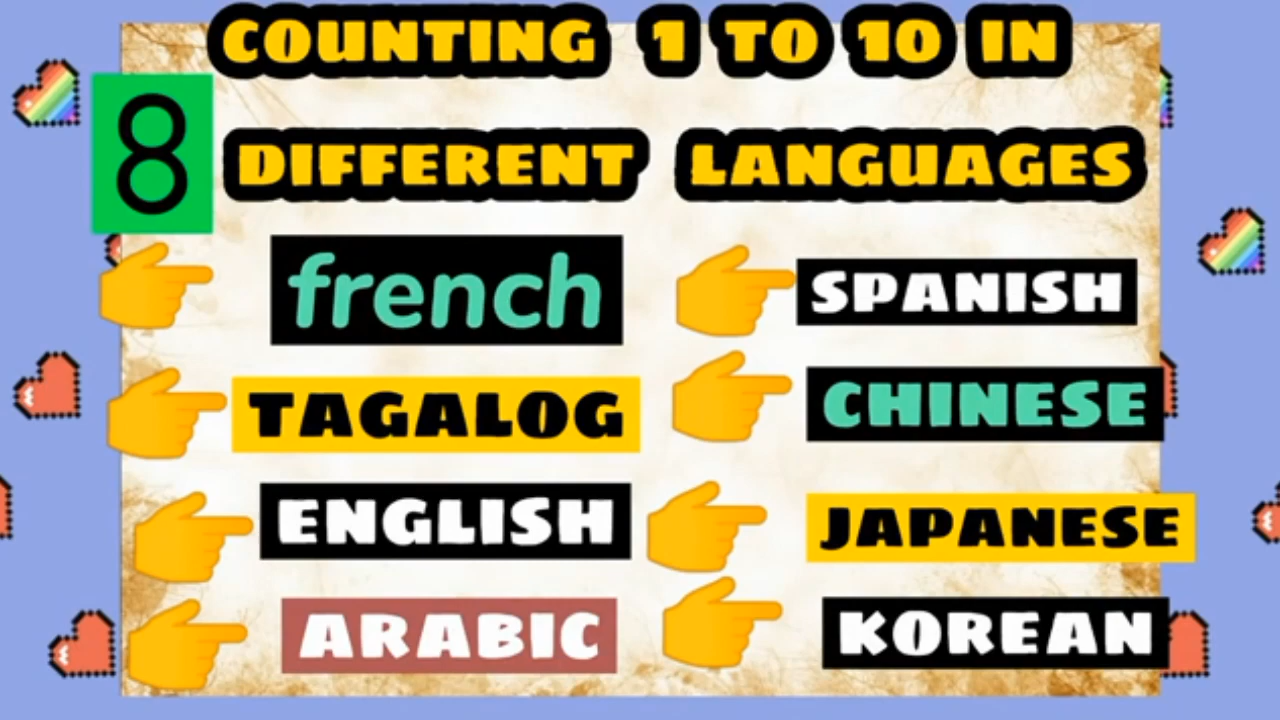 COUNTING 1 TO 10 IN
8 DIFFERENT LANGUAGES
french
SPANISH
TAGALOG
CHINESE
ENGLISH
JAPANESE
ARABIC
KOREAN